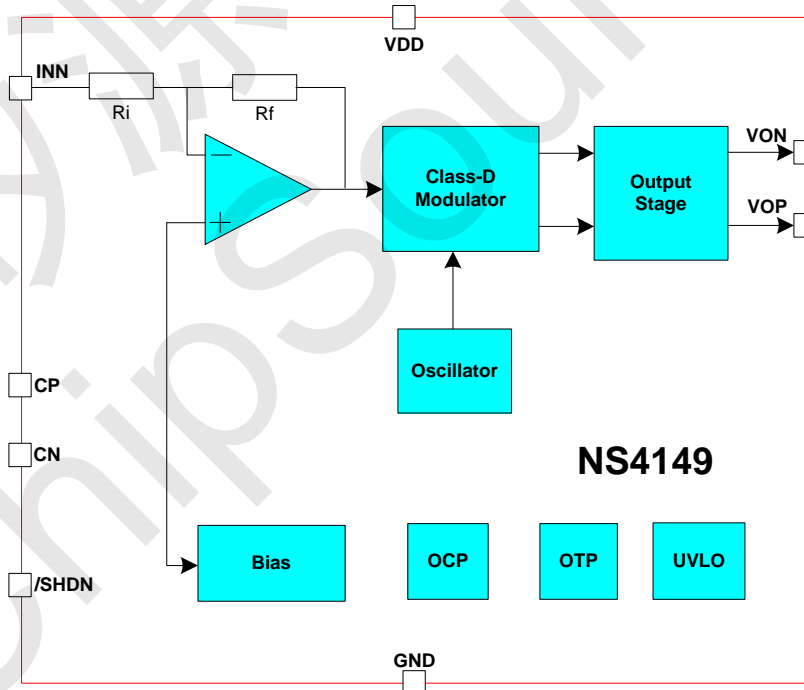 VDD
INN
Ri
Rf
Class-D
Modulator
Output
Stage
VON
VOP
Oscillator
CP
CN
NS4149
Bias
OCP
OTP
UVLO
/SHDN
GND